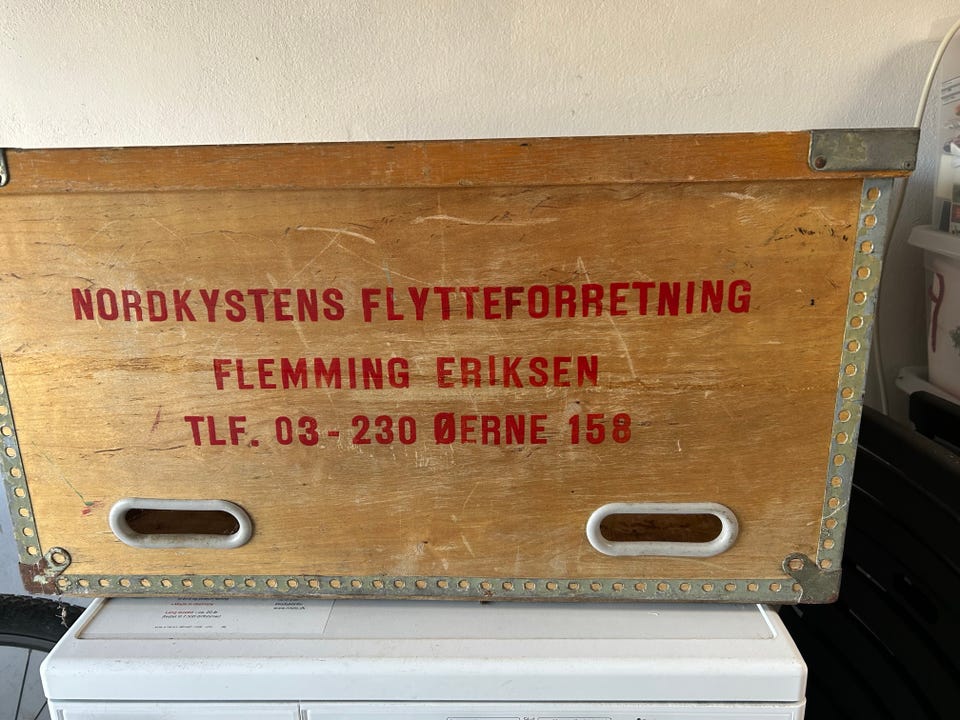 NORDKYSTENS FLYTTEFORRETNING
FLEMMING ERIKSEN
TLF. 03 - 230 ØERNE 158